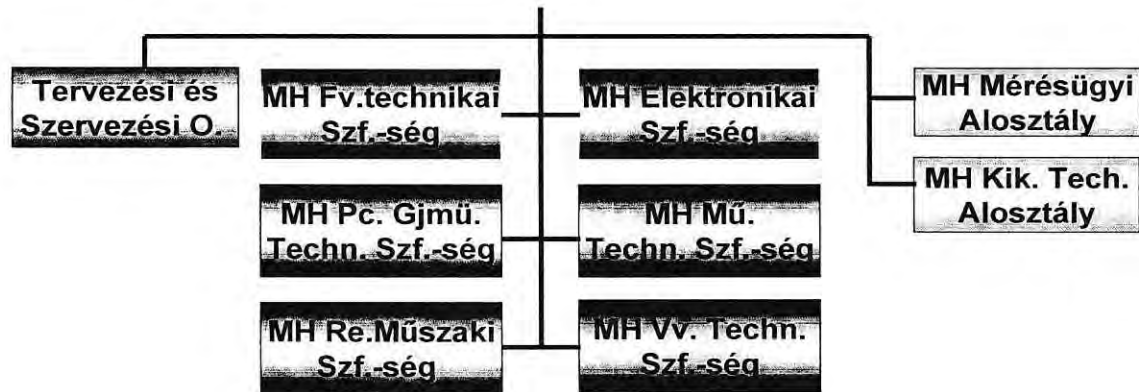 Tervezési és
Szervezési O.
MH Fv.technikai
Szf.-ség
MH Elektronikai
Szf.-ség
MH Mérésügyi
Alosztály
MH Kik. Tech.
Alosztály
MH Pc. Gjmü.
Techn. Szf.-ség
MH Mű.
Techn. Szf.-ség
MH Re.Műszaki
Szf.-ség
MH Vv. Techn.
Szf.-ség